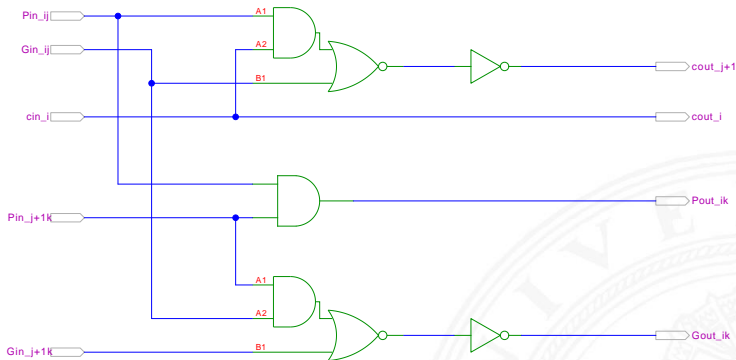 Pin_ij
A1
Gin_ij
A2
cout_j+1
B1
cin_i
cout_i
Pout_ik
Pin_j+1k
A1
A2
Gout_ik
Gin_j+1k
B1
I V E